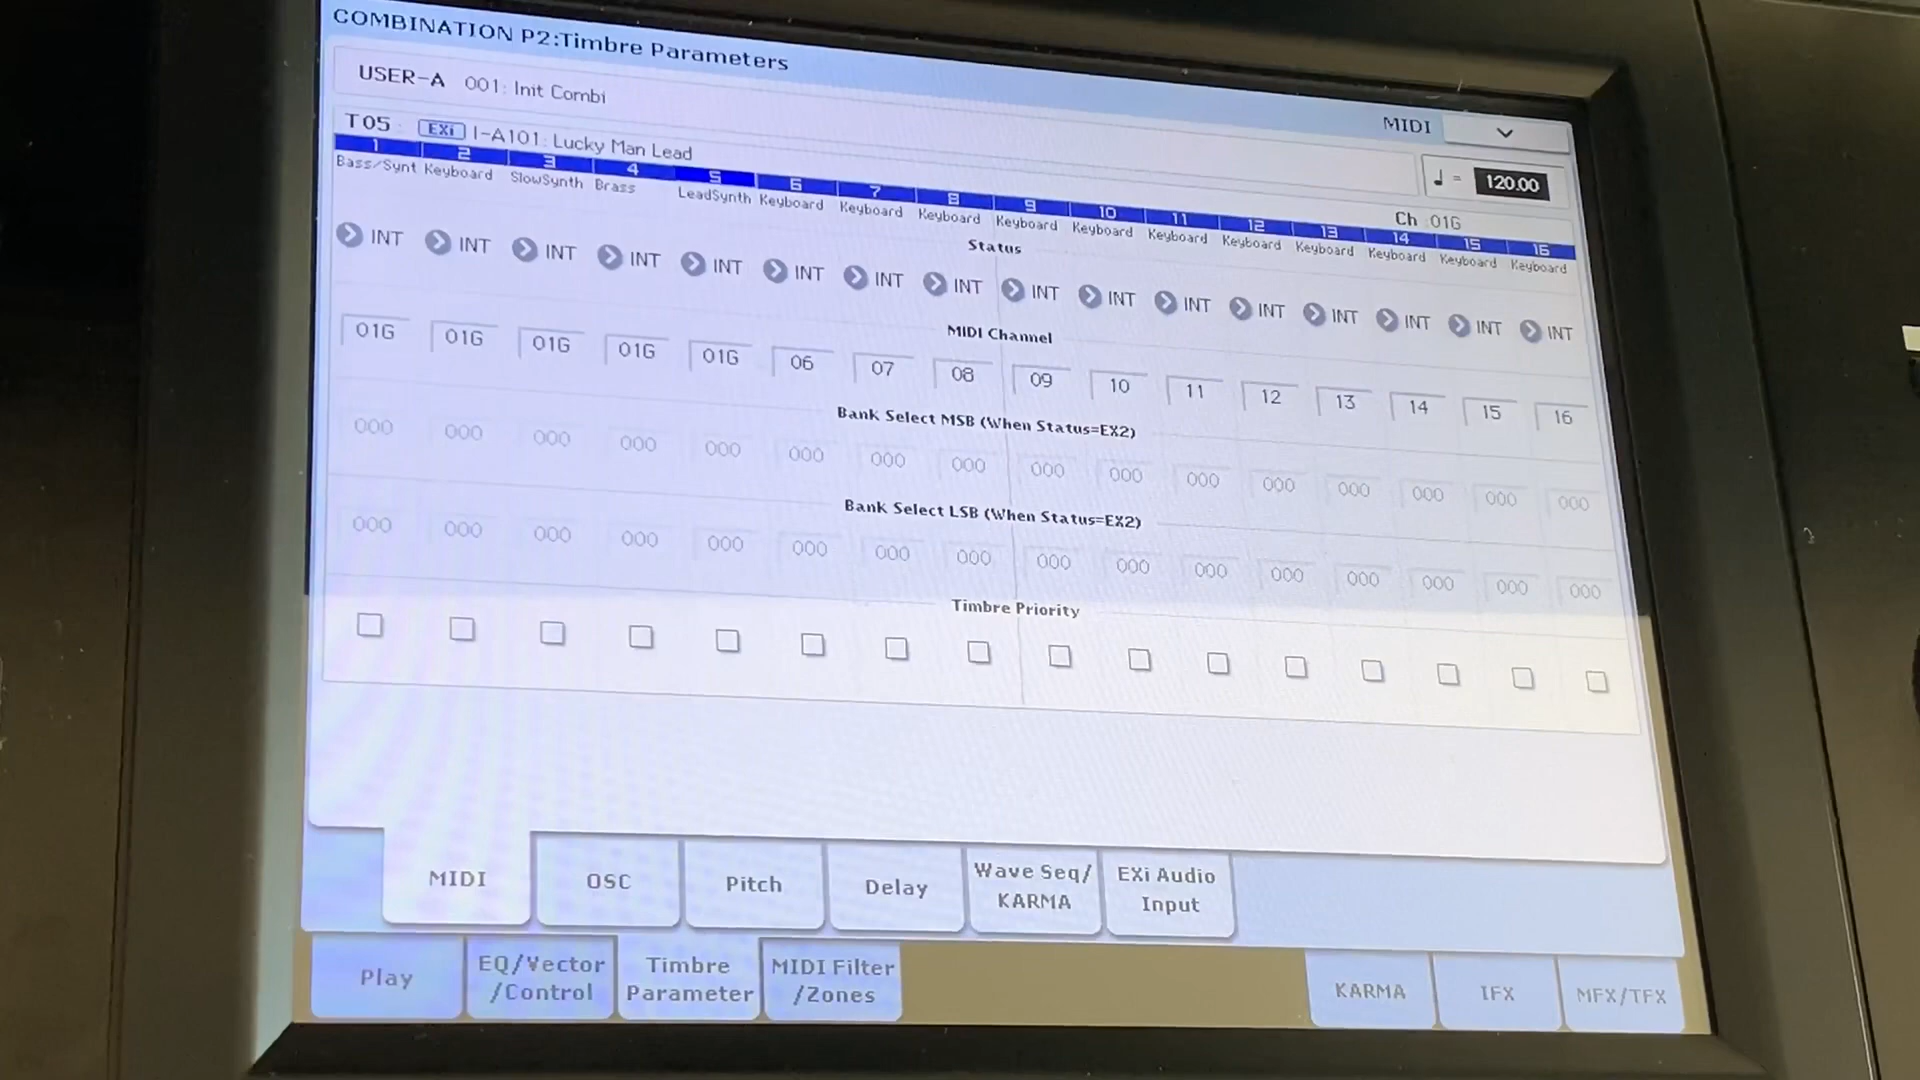 COMBINATION P2:Timbre Parameters
MIDI
USER-A 001: Init Combi
♩ = 120.00
T05 EXi I-A101: Lucky Man Lead
Ch 01G
1 2 3 4 5 6 7 8 9 10 11 12 13 14 15 16
Bass/Synt Keyboard SlowSynth Brass LeadSynth Keyboard Keyboard Keyboard Keyboard Keyboard Keyboard Keyboard Keyboard Keyboard Keyboard Keyboard
Status
INT INT INT INT INT INT INT INT INT INT INT INT INT INT INT INT
MIDI Channel
01G 01G 01G 01G 01G 06 07 08 09 10 11 12 13 14 15 16
Bank Select MSB (When Status=EX2)
000 000 000 000 000 000 000 000 000 000 000 000 000 000 000 000
Bank Select LSB (When Status=EX2)
000 000 000 000 000 000 000 000 000 000 000 000 000 000 000 000
Timbre Priority
MIDI OSC Pitch Delay Wave Seq/ KARMA EXi Audio Input
Play EQ/Vector /Control Timbre Parameter MIDI Filter /Zones KARMA IFX MFX/TFX